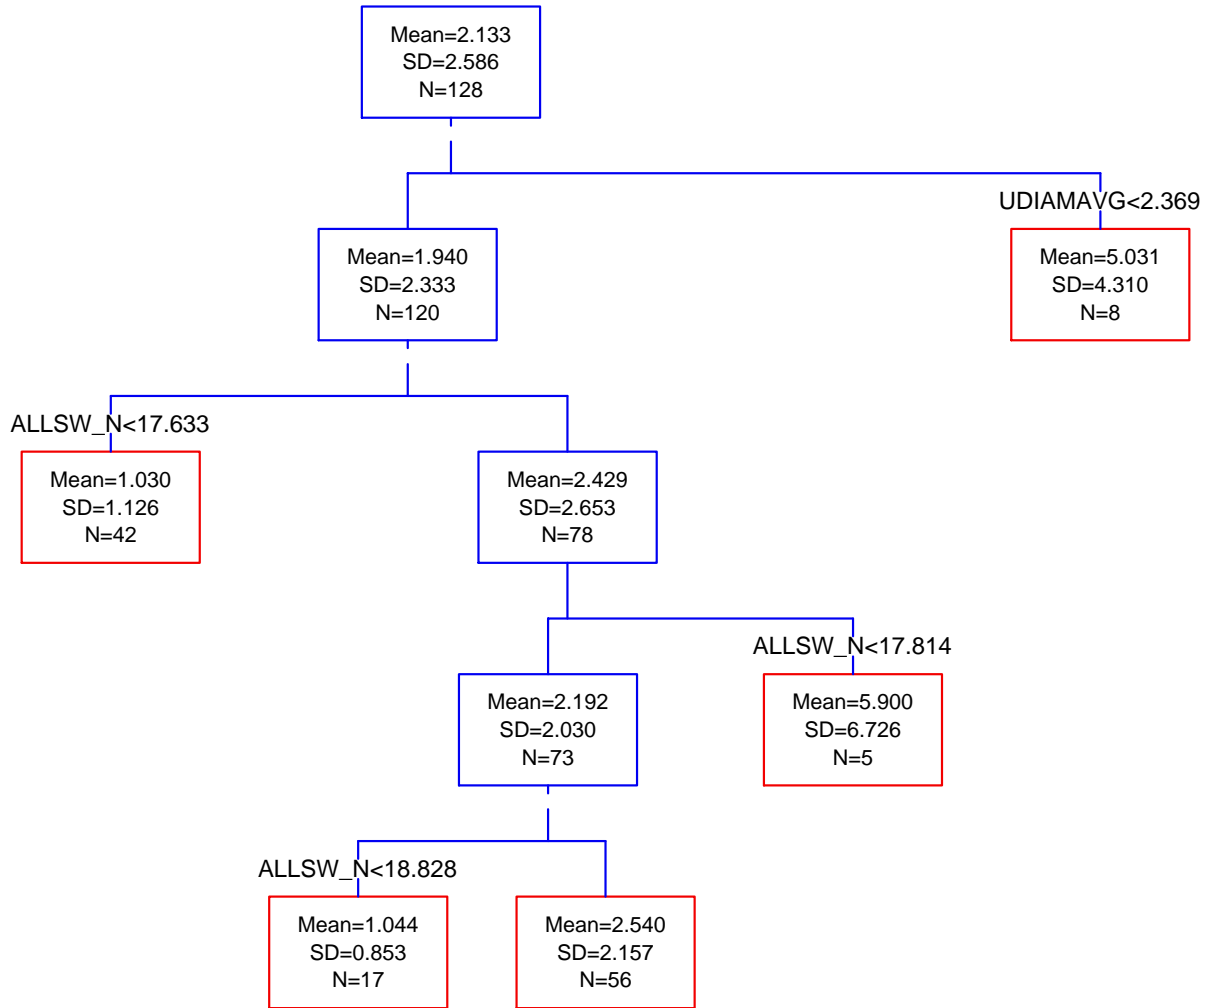 Mean=2.133
SD=2.586
N=128
UDIAMAVG<2.369
Mean=1.940
SD=2.333
N=120
Mean=5.031
SD=4.310
N=8
ALLSW_N<17.633
Mean=1.030
SD=1.126
N=42
Mean=2.429
SD=2.653
N=78
ALLSW_N<17.814
Mean=2.192
SD=2.030
N=73
Mean=5.900
SD=6.726
N=5
ALLSW_N<18.828
Mean=1.044
SD=0.853
N=17
Mean=2.540
SD=2.157
N=56